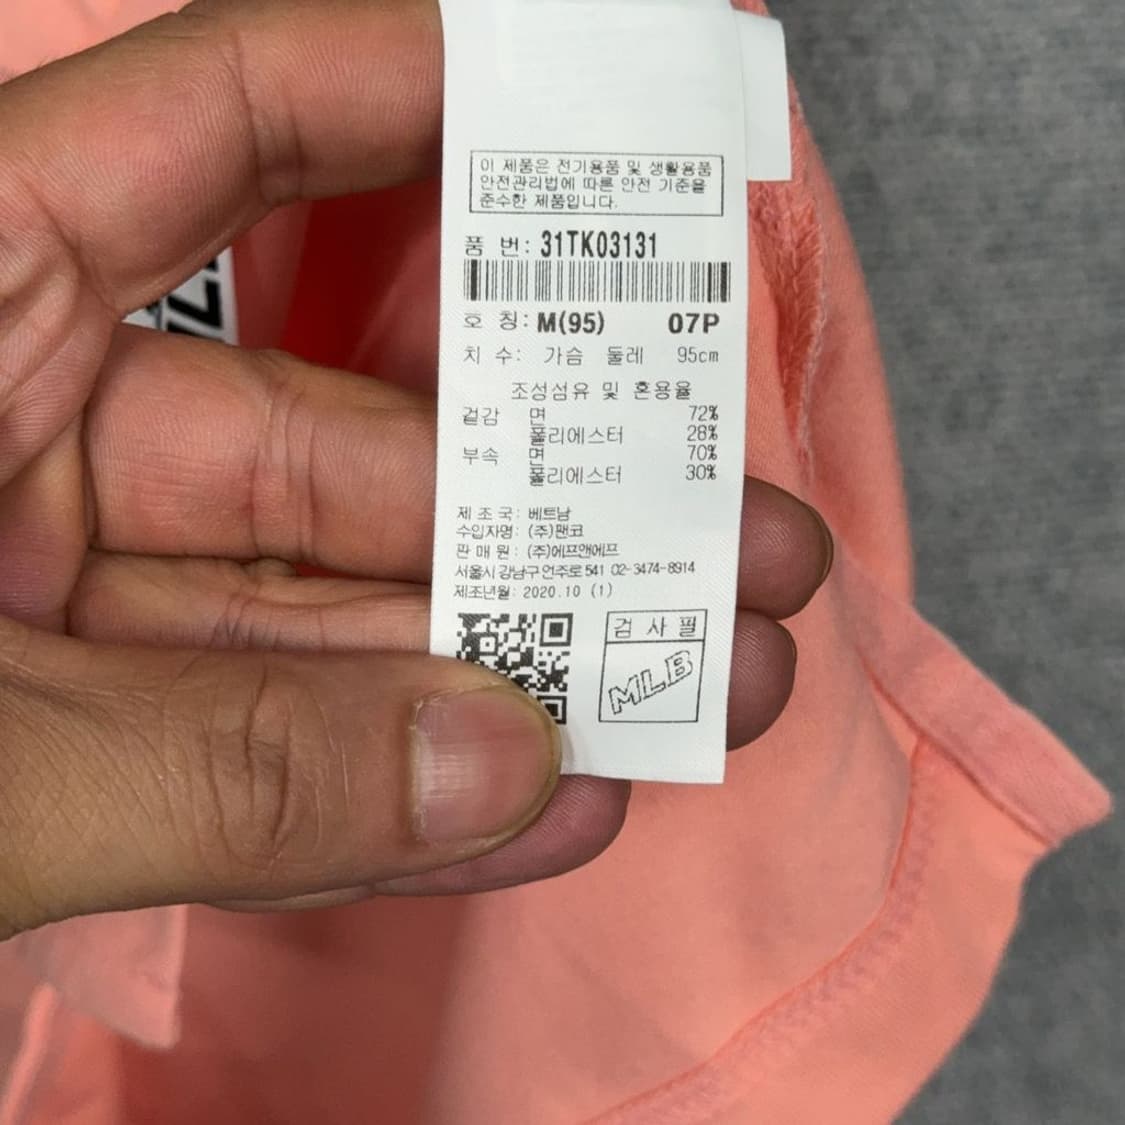 이 제품은 전기용품 및 생활용품
안전관리법에 따른 안전 기준을
준수한 제품입니다.
품 번: 31TK03131
호 칭: M(95) 07P
치 수: 가슴 둘레 95cm
조성섬유 및 혼용율
겉감 면 72%
폴리에스터 28%
부속 면 70%
폴리에스터 30%
제 조 국: 베트남
수입자명: (주)팬코
판 매 원: (주)에프앤에프
서울시 강남구 언주로 541 02-3474-8914
제조년월: 2020.10 (1)
검 사 필
MLB